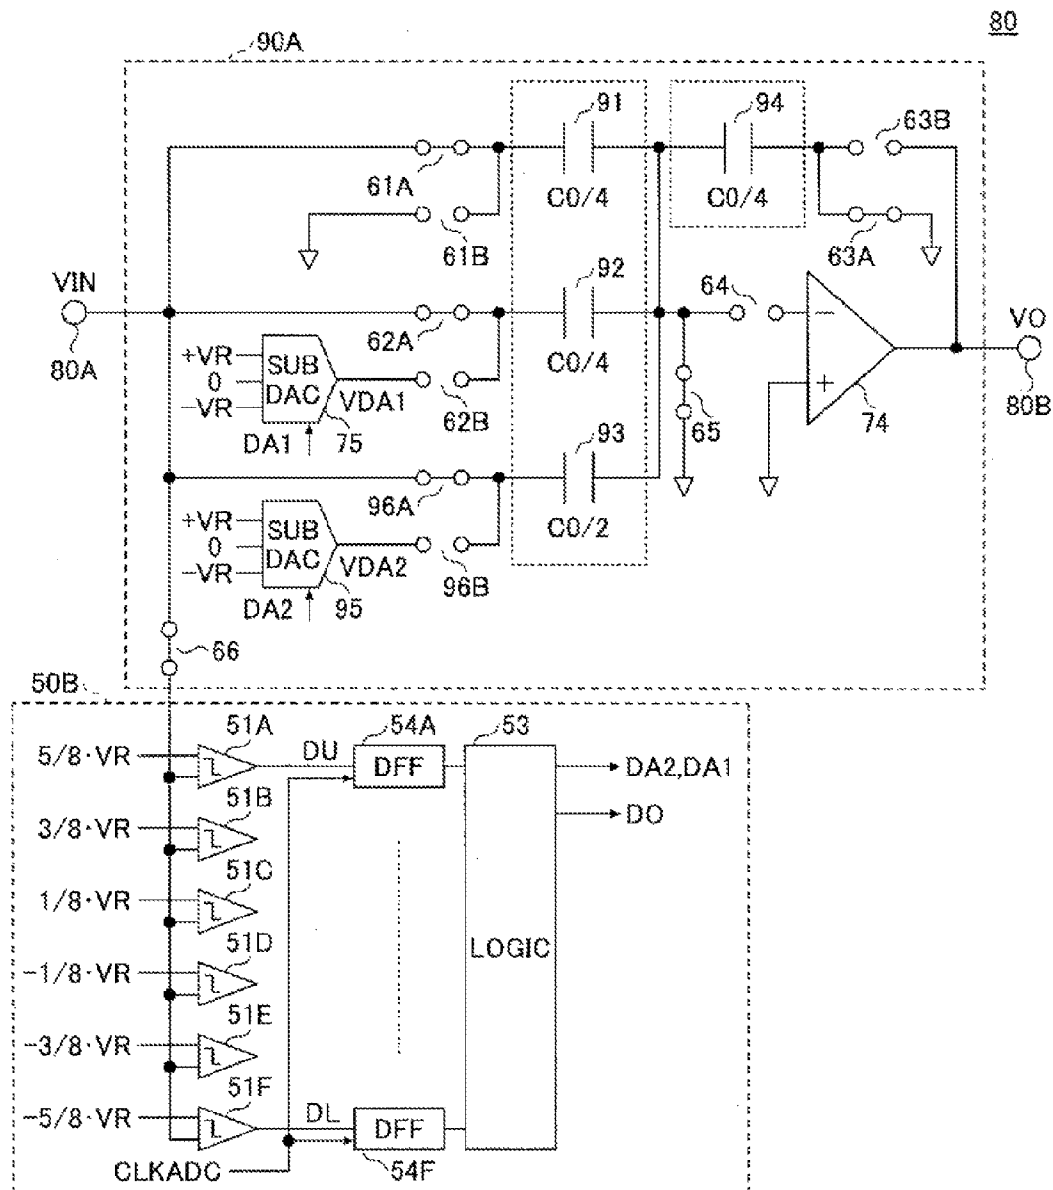 80
90A
91
94
63B
61A
C0/4
C0/4
61B
63A
VIN
92
64
80A
62A
C0/4
VO
+VR
0
-VR
SUB
DAC
VDA1
62B
65
74
80B
DA1
75
93
96A
C0/2
+VR
0
-VR
SUB
DAC
VDA2
96B
DA2
95
66
50B
51A
54A
53
5/8·VR
DU
DFF
DA2,DA1
51B
DO
3/8·VR
51C
1/8·VR
51D
LOGIC
-1/8·VR
51E
-3/8·VR
51F
-5/8·VR
DL
DFF
CLKADC
54F